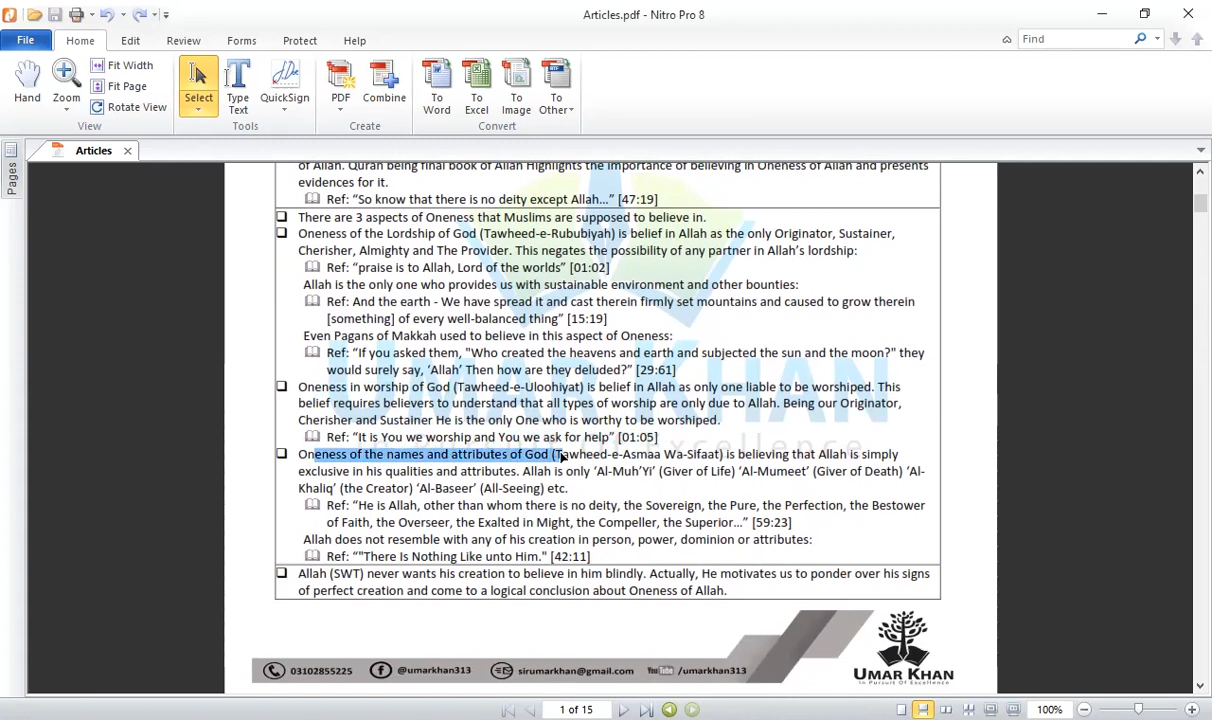 Articles.pdf - Nitro Pro 8
File Home Edit Review Forms Protect Help Find
Hand Zoom Fit Width Fit Page Rotate View Select Type Text QuickSign PDF Combine To Word To Excel To Image To Other
View Tools Create Convert
Articles
Pages
of Allah. Quran being final book of Allah Highlights the importance of believing in Oneness of Allah and presents
evidences for it.
Ref: “So know that there is no deity except Allah...” [47:19]
There are 3 aspects of Oneness that Muslims are supposed to believe in.
Oneness of the Lordship of God (Tawheed-e-Rububiyah) is belief in Allah as the only Originator, Sustainer,
Cherisher, Almighty and The Provider. This negates the possibility of any partner in Allah’s lordship:
Ref: “praise is to Allah, Lord of the worlds” [01:02]
Allah is the only one who provides us with sustainable environment and other bounties:
Ref: And the earth - We have spread it and cast therein firmly set mountains and caused to grow therein
[something] of every well-balanced thing” [15:19]
Even Pagans of Makkah used to believe in this aspect of Oneness:
Ref: “If you asked them, "Who created the heavens and earth and subjected the sun and the moon?" they
would surely say, ‘Allah’ Then how are they deluded?” [29:61]
Oneness in worship of God (Tawheed-e-Uloohiyat) is belief in Allah as only one liable to be worshiped. This
belief requires believers to understand that all types of worship are only due to Allah. Being our Originator,
Cherisher and Sustainer He is the only One who is worthy to be worshiped.
Ref: “It is You we worship and You we ask for help” [01:05]
Oneness of the names and attributes of God (Tawheed-e-Asmaa Wa-Sifaat) is believing that Allah is simply
exclusive in his qualities and attributes. Allah is only ‘Al-Muh’Yi’ (Giver of Life) ‘Al-Mumeet’ (Giver of Death) ‘Al-
Khaliq’ (the Creator) ‘Al-Baseer’ (All-Seeing) etc.
Ref: “He is Allah, other than whom there is no deity, the Sovereign, the Pure, the Perfection, the Bestower
of Faith, the Overseer, the Exalted in Might, the Compeller, the Superior...” [59:23]
Allah does not resemble with any of his creation in person, power, dominion or attributes:
Ref: “"There Is Nothing Like unto Him." [42:11]
Allah (SWT) never wants his creation to believe in him blindly. Actually, He motivates us to ponder over his signs
of perfect creation and come to a logical conclusion about Oneness of Allah.
UMAR KHAN
03102855225 @umarkhan313 sirumarkhan@gmail.com YouTube /umarkhan313
UMAR KHAN
In Pursuit Of Excellence
1 of 15 100%